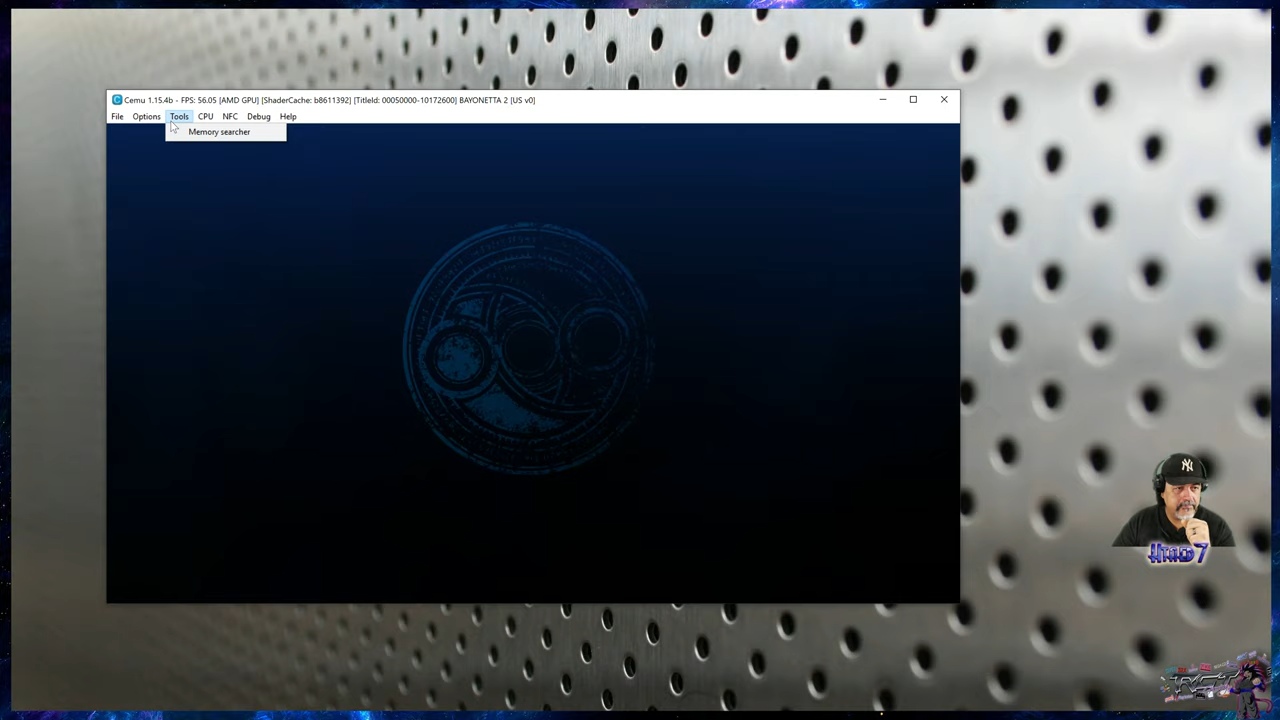 Cemu 1.15.4b - FPS: 56.05 [AMD GPU] [ShaderCache: b8611392] [TitleId: 00050000-10172600] BAYONETTA 2 [US v0]
File Options Tools CPU NFC Debug Help
Memory searcher
NY